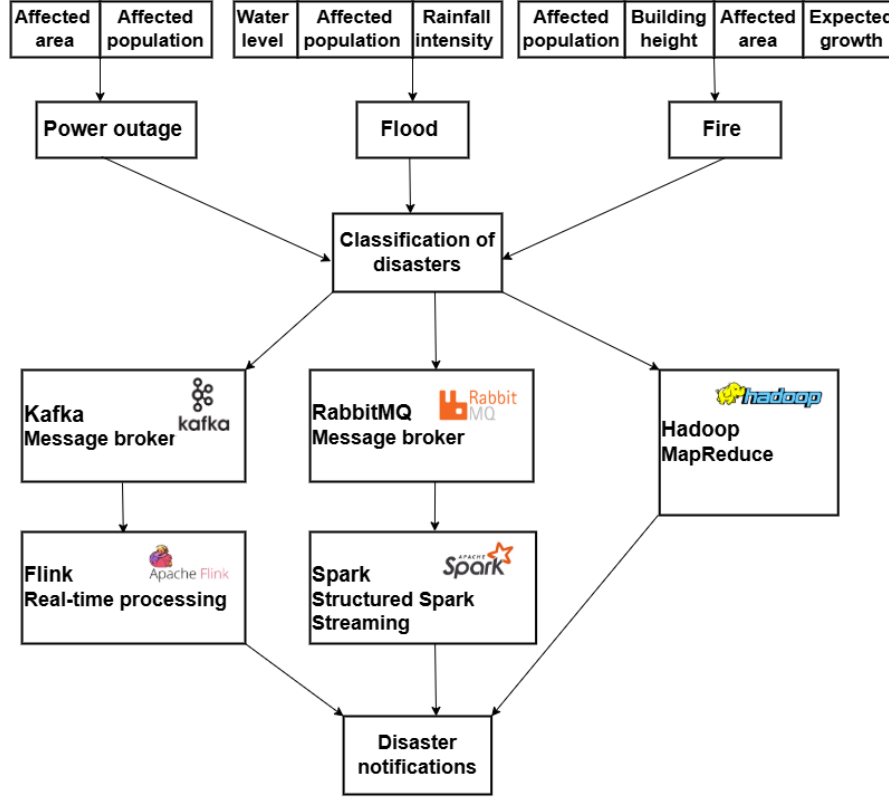 Affected area
Affected population
Water level
Affected population
Rainfall intensity
Affected population
Building height
Affected area
Expected growth
Power outage
Flood
Fire
Classification of
disasters
kafka
Kafka
Message broker
Rabbit
MQ
RabbitMQ
Message broker
hadoop
Hadoop
MapReduce
Apache Flink
Flink
Real-time processing
APACHE
Spark
Spark
Structured Spark
Streaming
Disaster
notifications